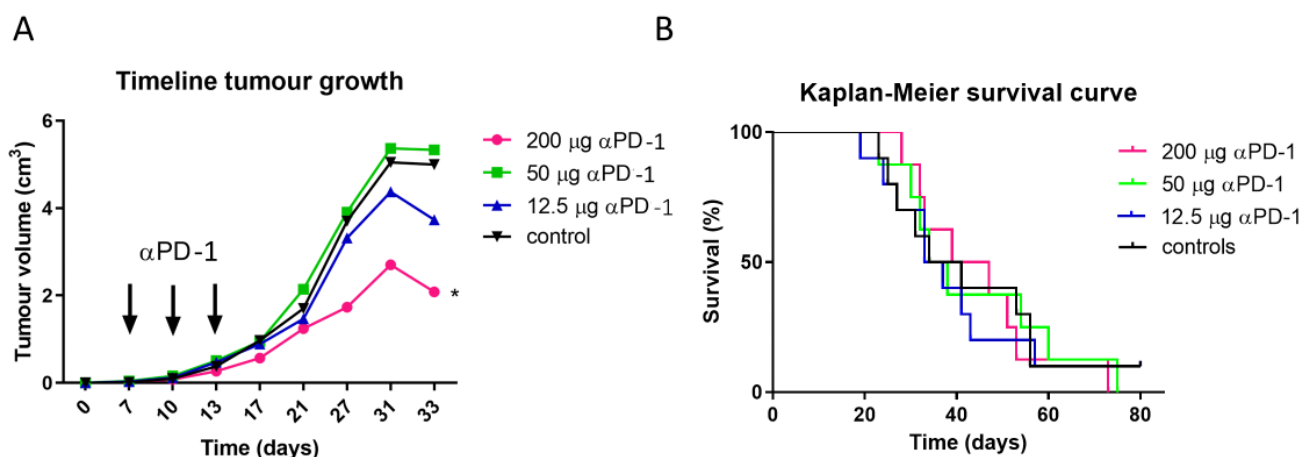 A
Timeline tumour growth
Tumour volume (cm³)
6
4
2
0
αPD-1
0 7 10 13 17 21 27 31 33
Time (days)
200 μg αPD-1
50 μg αPD-1
12.5 μg αPD-1
control
*
B
Kaplan-Meier survival curve
Survival (%)
100
50
0
0 20 40 60 80
Time (days)
200 μg αPD-1
50 μg αPD-1
12.5 μg αPD-1
controls